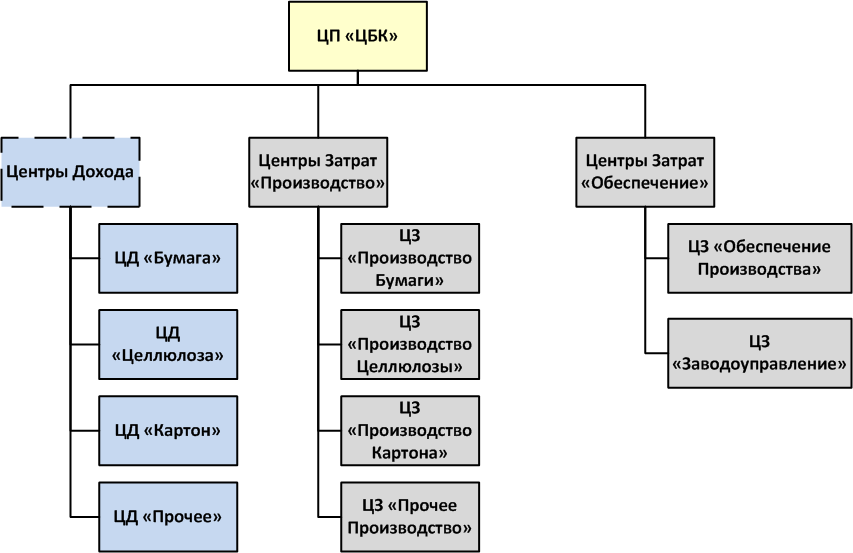 ЦП «ЦБК»
Центры Дохода
Центры Затрат
«Производство»
Центры Затрат
«Обеспечение»
ЦД «Бумага»
ЦД
«Целлюлоза»
ЦД «Картон»
ЦД «Прочее»
ЦЗ
«Производство
Бумаги»
ЦЗ
«Производство
Целлюлозы»
ЦЗ
«Производство
Картона»
ЦЗ «Прочее
Производство»
ЦЗ «Обеспечение
Производства»
ЦЗ
«Заводоуправление»